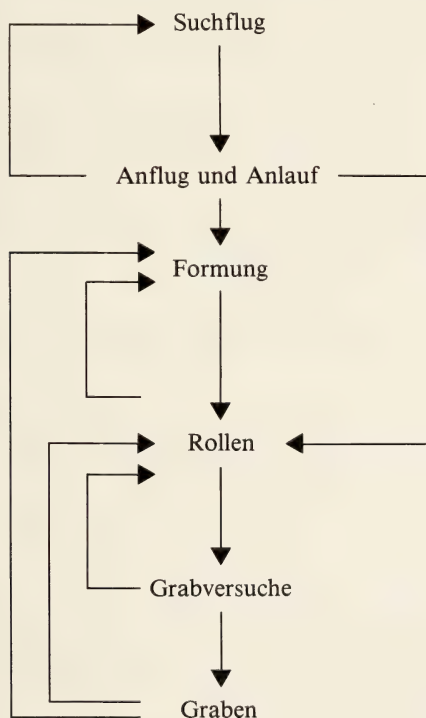 Suchflug
Anflug und Anlauf
Formung
Rollen
Grabversuche
Graben